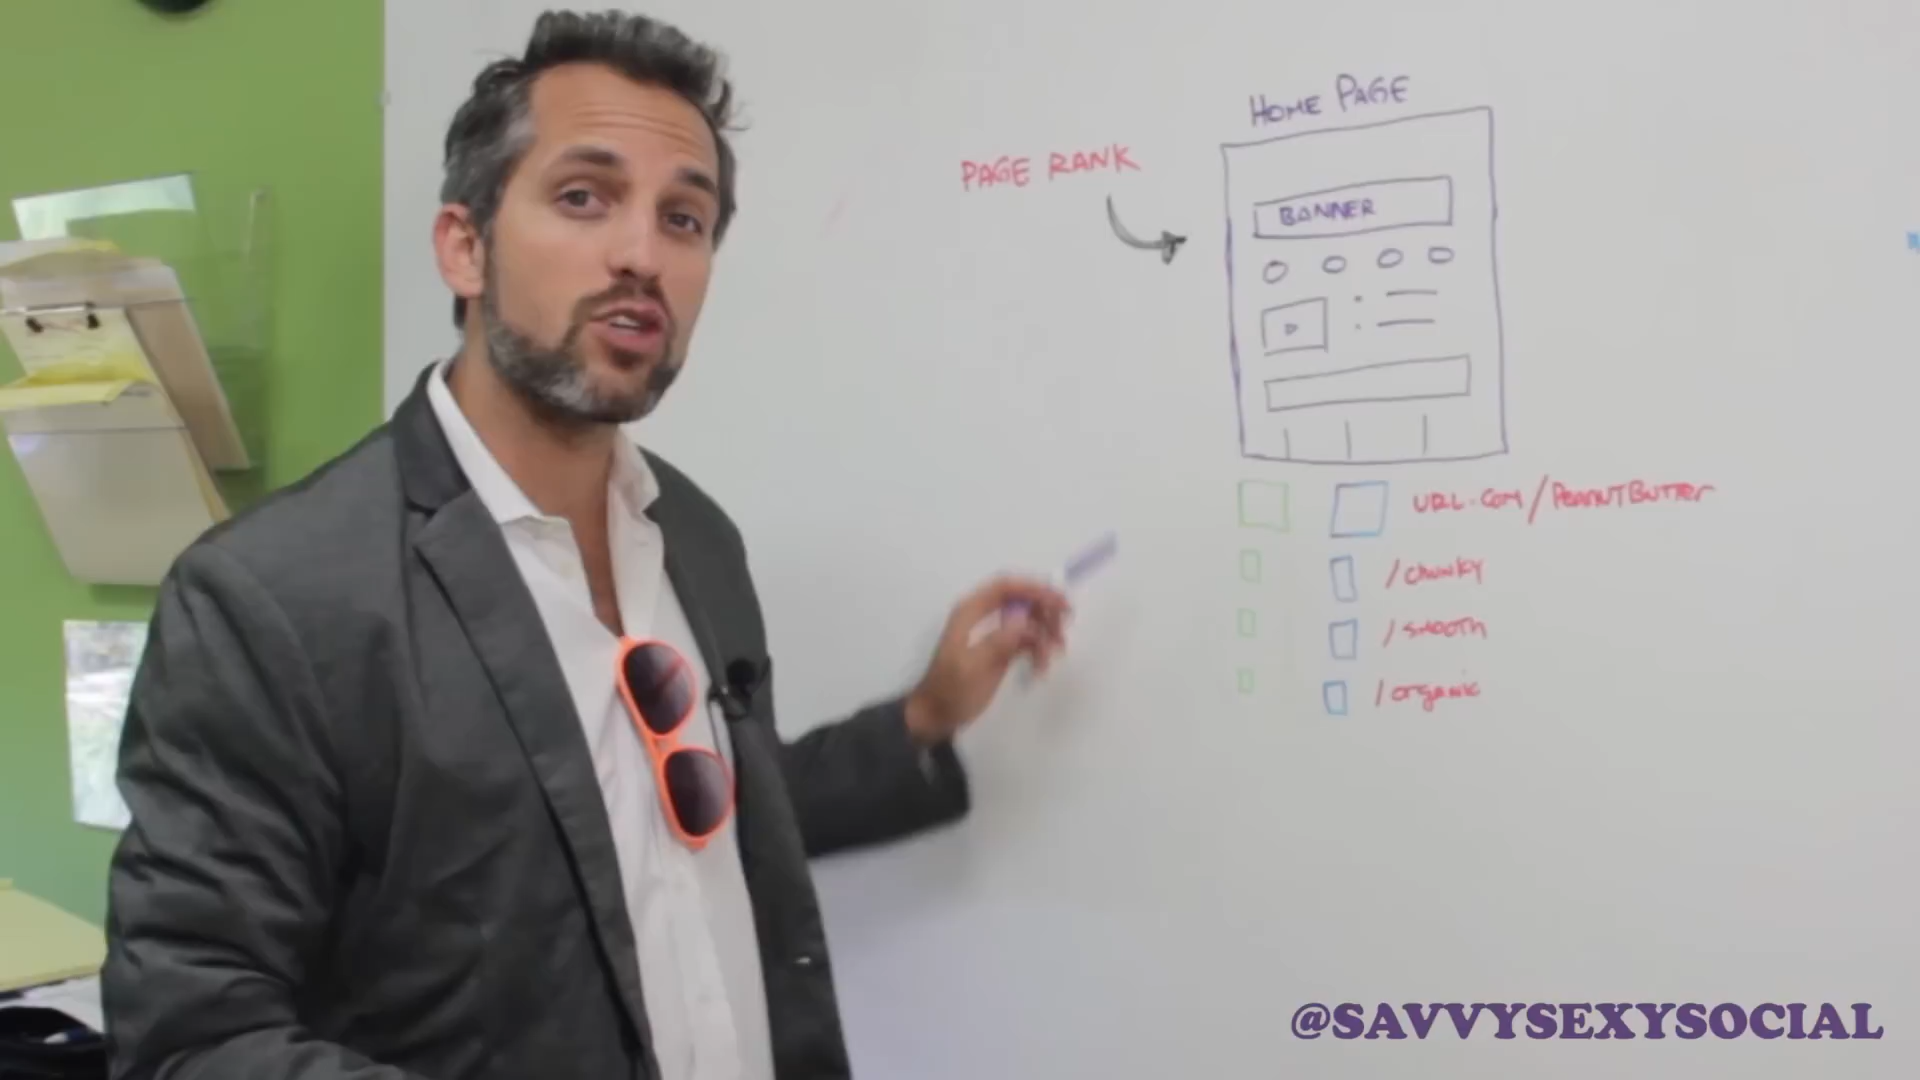 HOME PAGE
PAGE RANK
BANNER
URL.COM/PEANUTBUTTER
/CHUNKY
/SMOOTH
/organic
@SAVVYSEXYSOCIAL